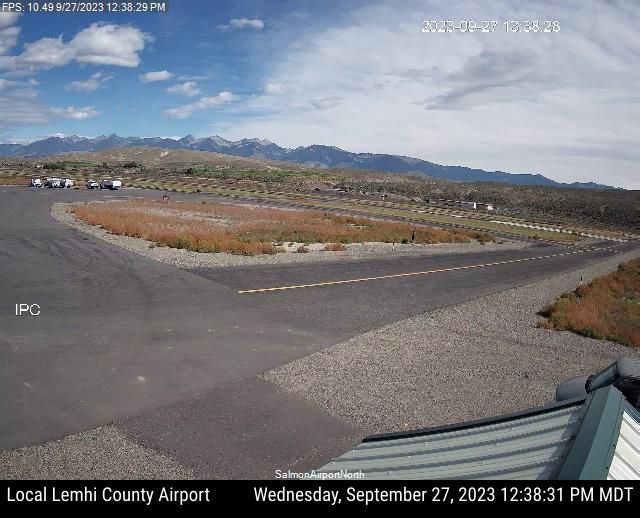 FPS: 10.49 9/27/2023 12:38:29 PM
2023-09-27 13:38:28
IPC
SalmonAirportNorth
Local Lemhi County Airport Wednesday, September 27, 2023 12:38:31 PM MDT